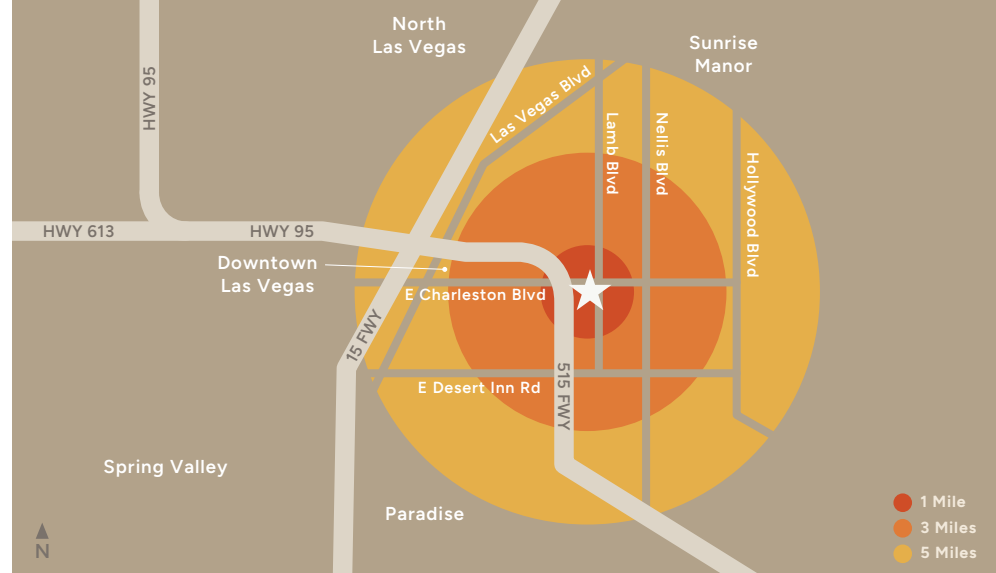 North
Las Vegas
Sunrise
Manor
HWY 95
Las Vegas Blvd
Lamb Blvd
Nellis Blvd
Hollywood Blvd
HWY 613
HWY 95
Downtown
Las Vegas
E Charleston Blvd
15 FWY
515 FWY
E Desert Inn Rd
Spring Valley
Paradise
1 Mile
3 Miles
5 Miles
N